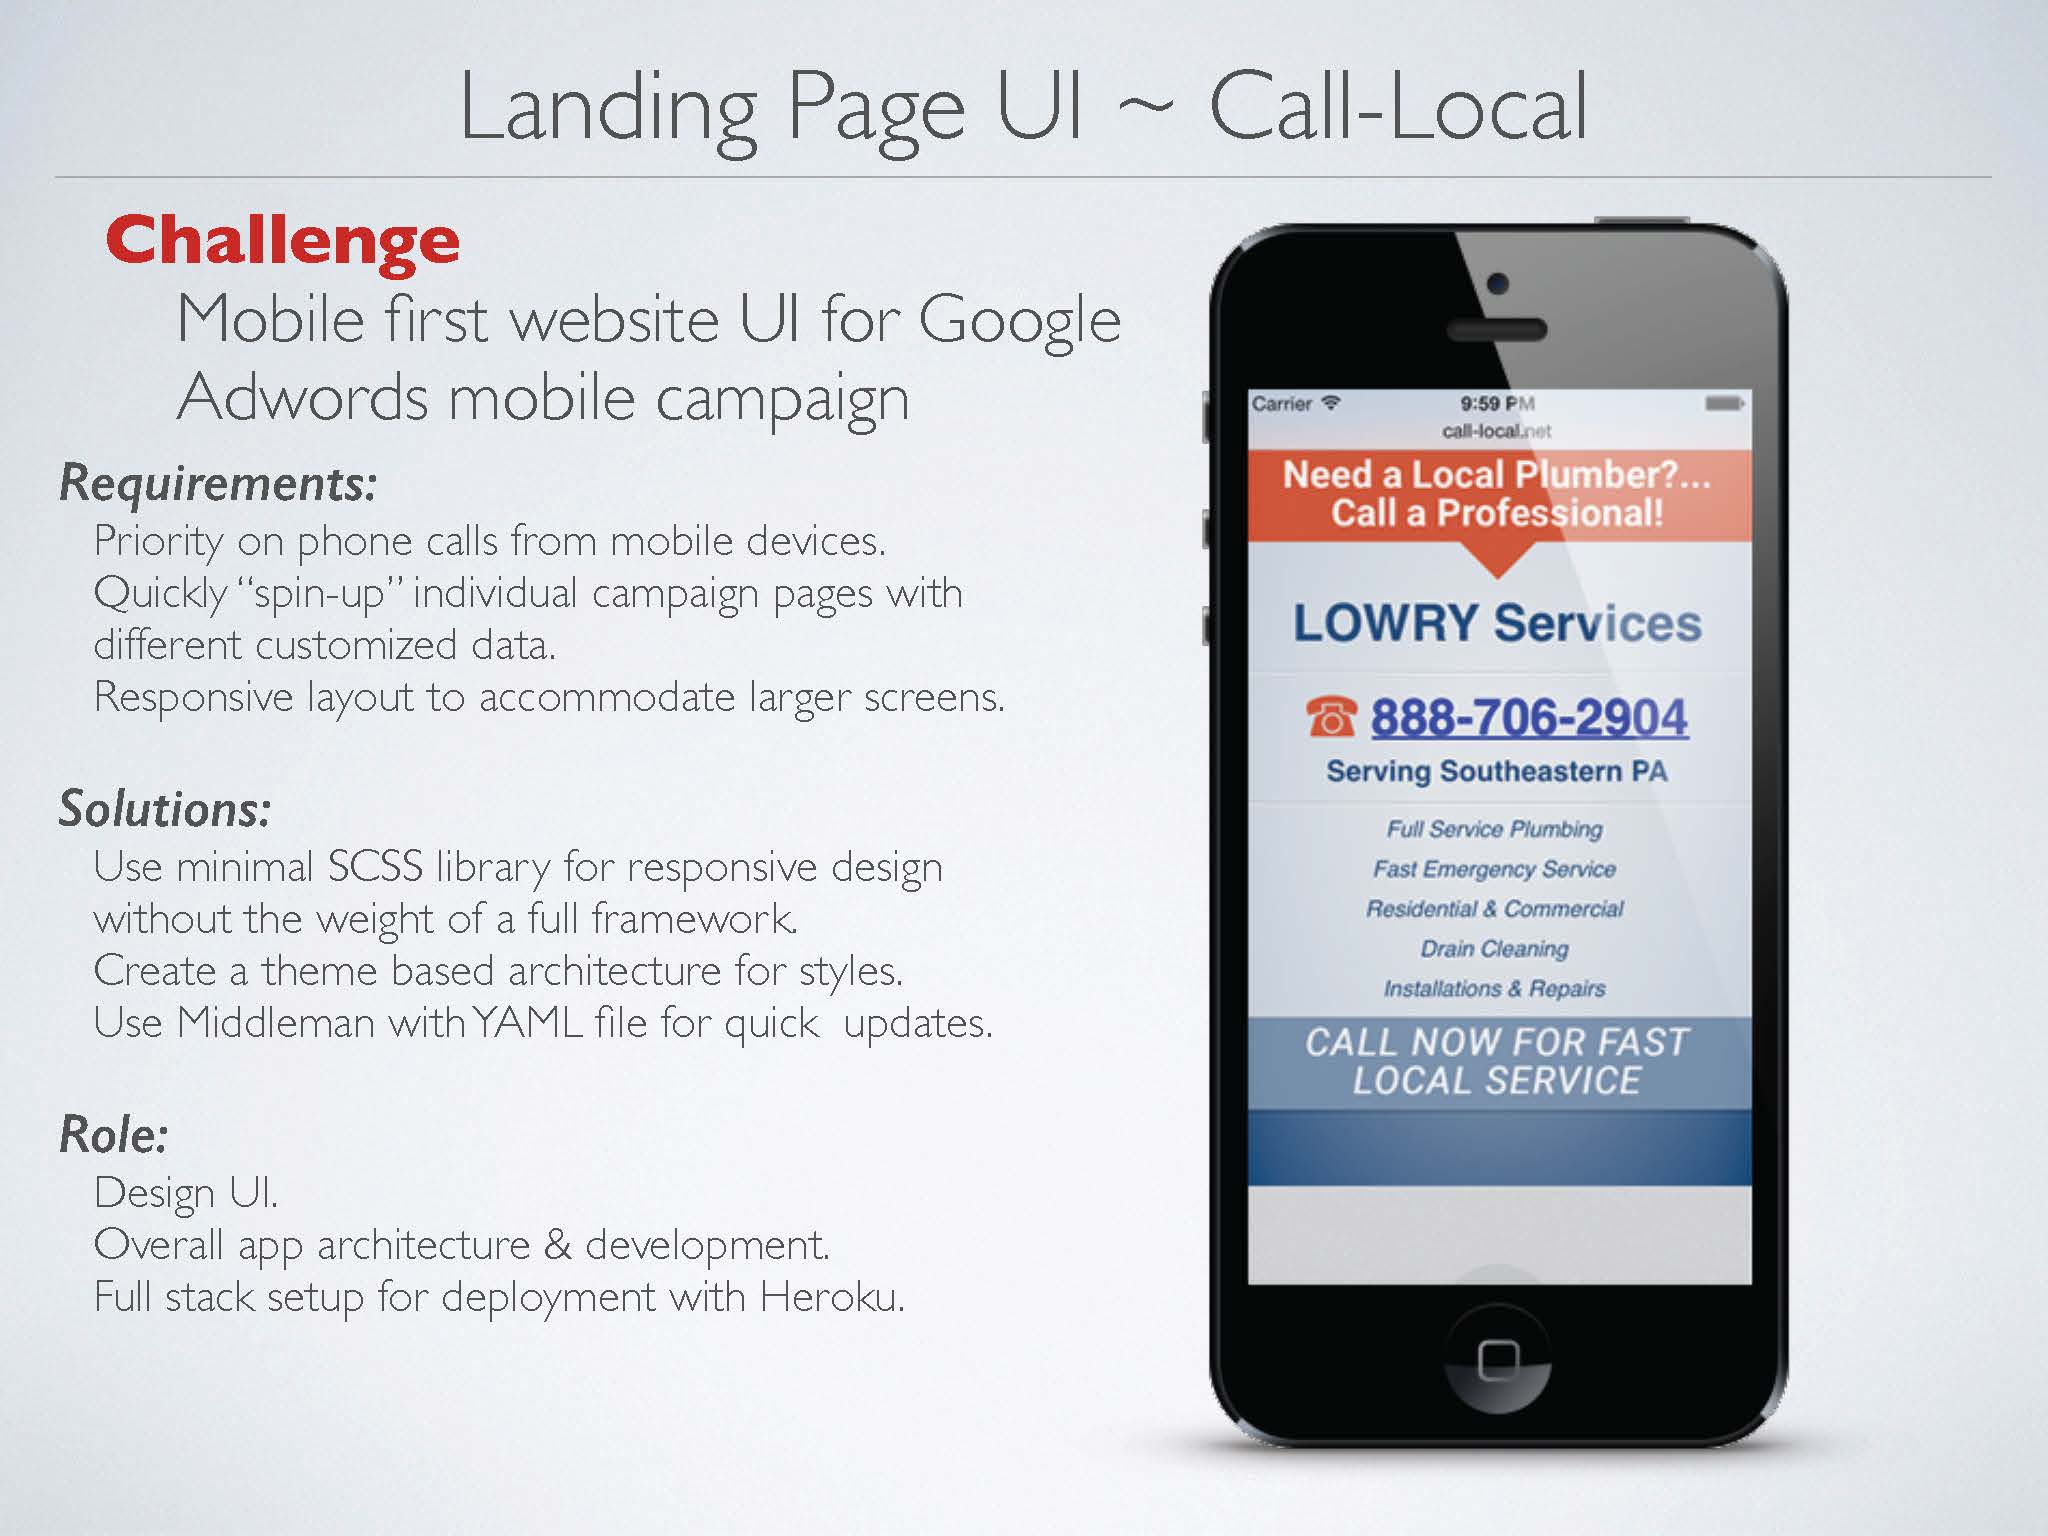 Landing Page UI ~ Call-Local
Challenge
Mobile first website UI for Google
Adwords mobile campaign
Requirements:
Priority on phone calls from mobile devices.
Quickly “spin-up” individual campaign pages with
different customized data.
Responsive layout to accommodate larger screens.
Solutions:
Use minimal SCSS library for responsive design
without the weight of a full framework.
Create a theme based architecture for styles.
Use Middleman with YAML file for quick updates.
Role:
Design UI.
Overall app architecture & development.
Full stack setup for deployment with Heroku.
Carrier 9:59 PM
call-local.net
Need a Local Plumber?...
Call a Professional!
LOWRY Services
888-706-2904
Serving Southeastern PA
Full Service Plumbing
Fast Emergency Service
Residential & Commercial
Drain Cleaning
Installations & Repairs
CALL NOW FOR FAST
LOCAL SERVICE